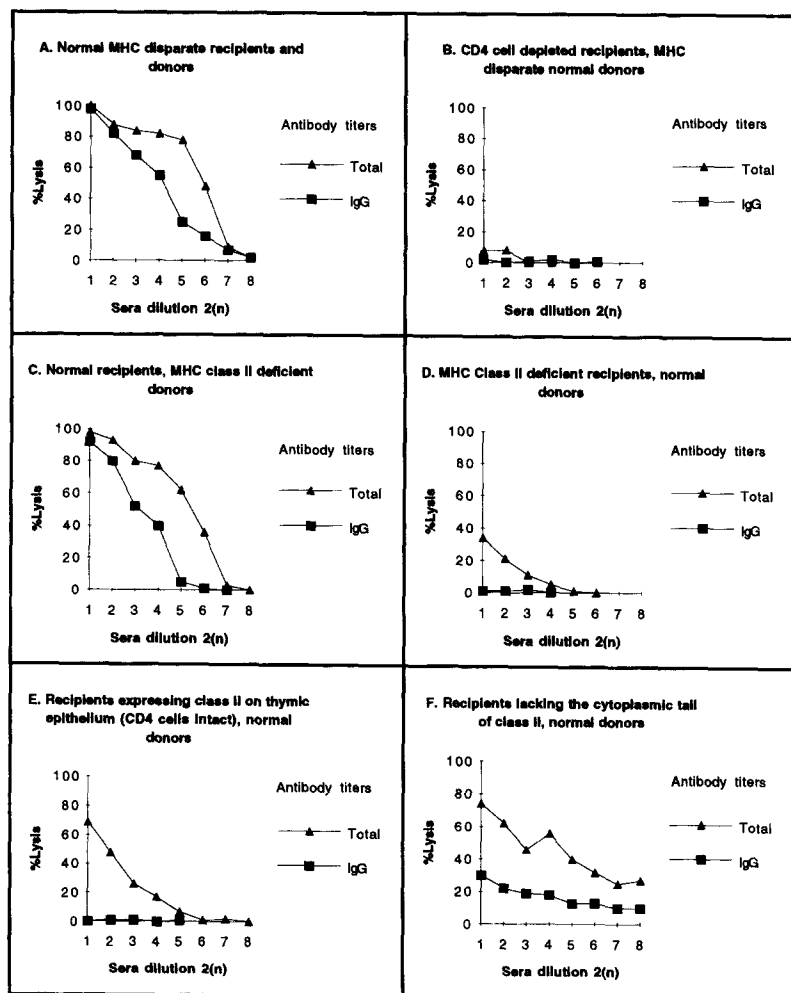 A. Normal MHC disparate recipients and
donors
100
80
60
40
20
0
%Lysis
1 2 3 4 5 6 7 8
Sera dilution 2(n)
Antibody titers
Total
IgG
B. CD4 cell depleted recipients, MHC
disparate normal donors
100
80
60
40
20
0
%Lysis
1 2 3 4 5 6 7 8
Sera dilution 2(n)
Antibody titers
Total
IgG
C. Normal recipients, MHC class II deficient
donors
100
80
60
40
20
0
%Lysis
1 2 3 4 5 6 7 8
Sera dilution 2(n)
Antibody titers
Total
IgG
D. MHC Class II deficient recipients, normal
donors
100
80
60
40
20
0
%Lysis
1 2 3 4 5 6 7 8
Sera dilution 2(n)
Antibody titers
Total
IgG
E. Recipients expressing class II on thymic
epithelium (CD4 cells intact), normal
donors
100
80
60
40
20
0
%Lysis
1 2 3 4 5 6 7 8
Sera dilution 2(n)
Antibody titers
Total
IgG
F. Recipients lacking the cytoplasmic tail
of class II, normal donors
100
80
60
40
20
0
%Lysis
1 2 3 4 5 6 7 8
Sera dilution 2(n)
Antibody titers
Total
IgG